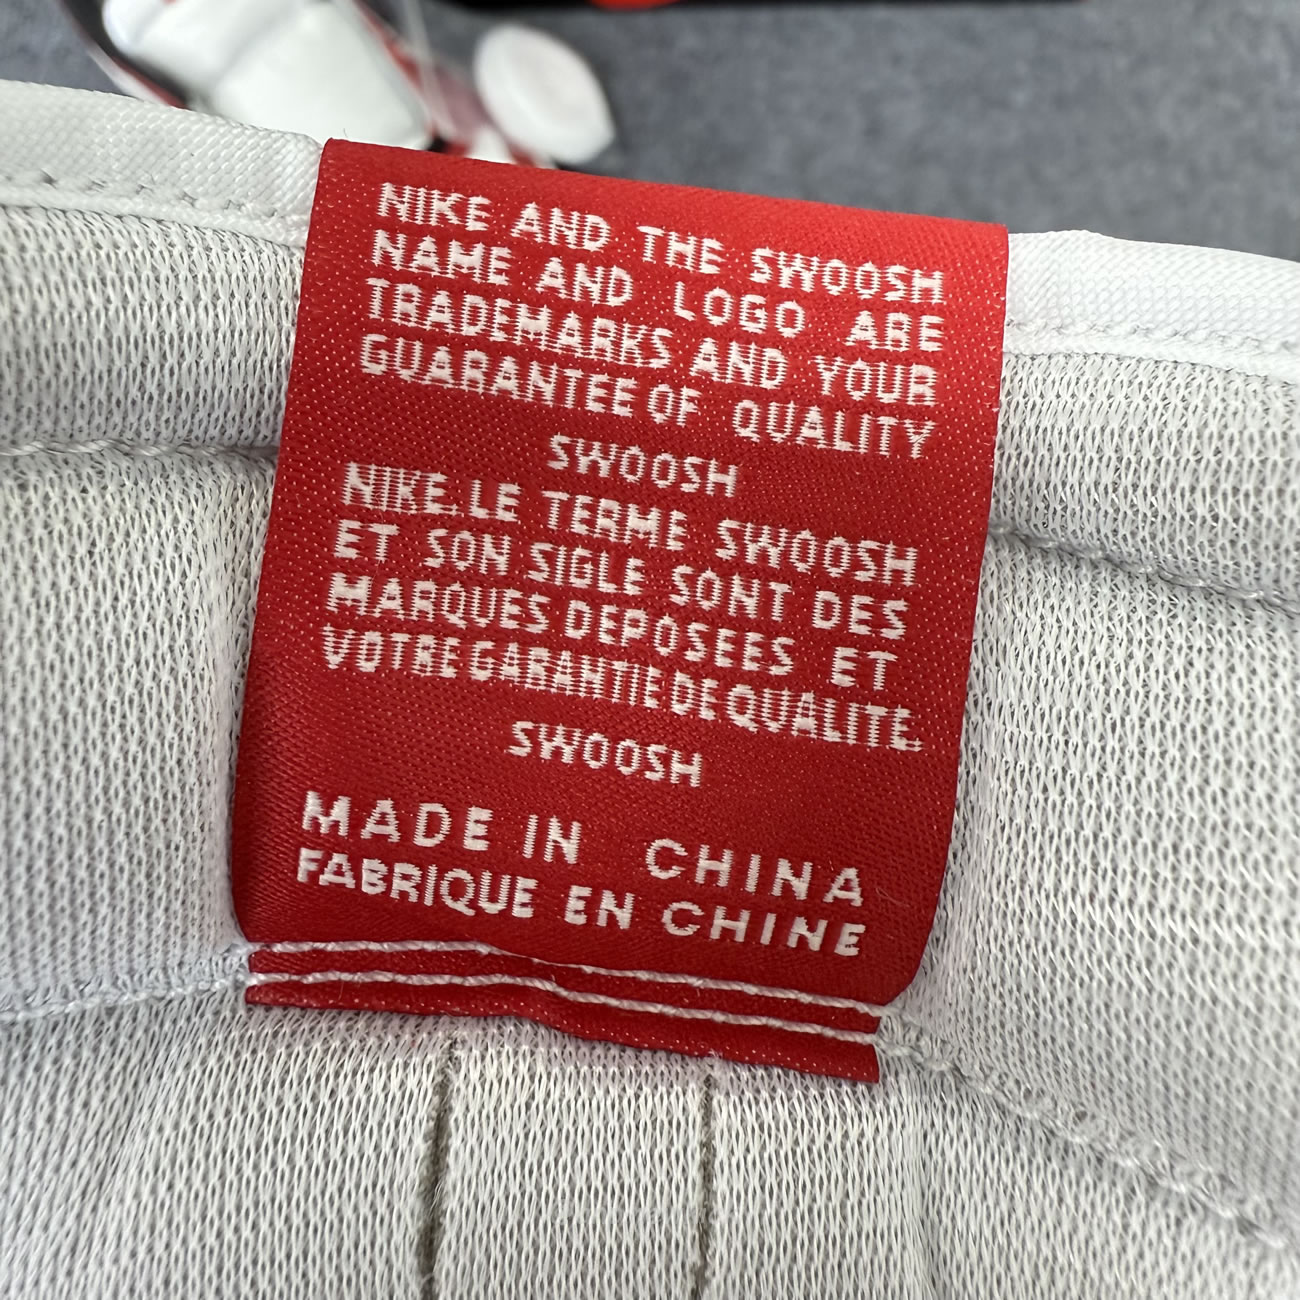 NIKE AND THE SWOOSH
NAME AND LOGO ARE
TRADEMARKS AND YOUR
GUARANTEE OF QUALITY
SWOOSH
NIKE.LE TERME SWOOSH
ET SON SIGLE SONT DES
MARQUES DEPOSEES ET
VOTRE GARANTIE DE QUALITE.
SWOOSH
MADE IN CHINA
FABRIQUE EN CHINE